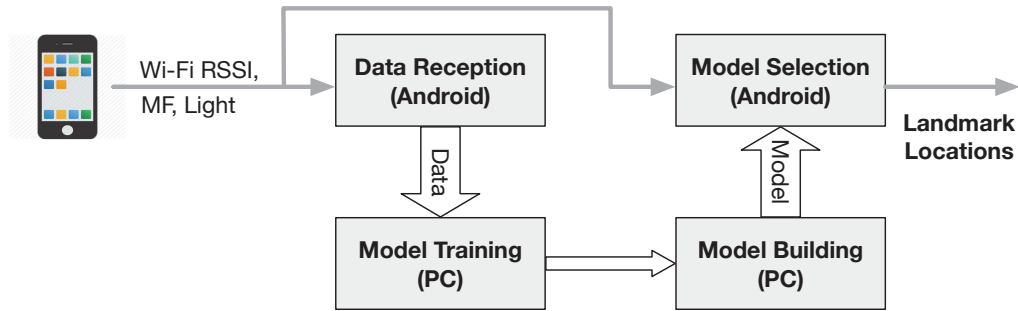 Wi-Fi RSSI,
MF, Light
Data Reception
(Android)
Model Selection
(Android)
Landmark
Locations
Data
Model
Model Training
(PC)
Model Building
(PC)